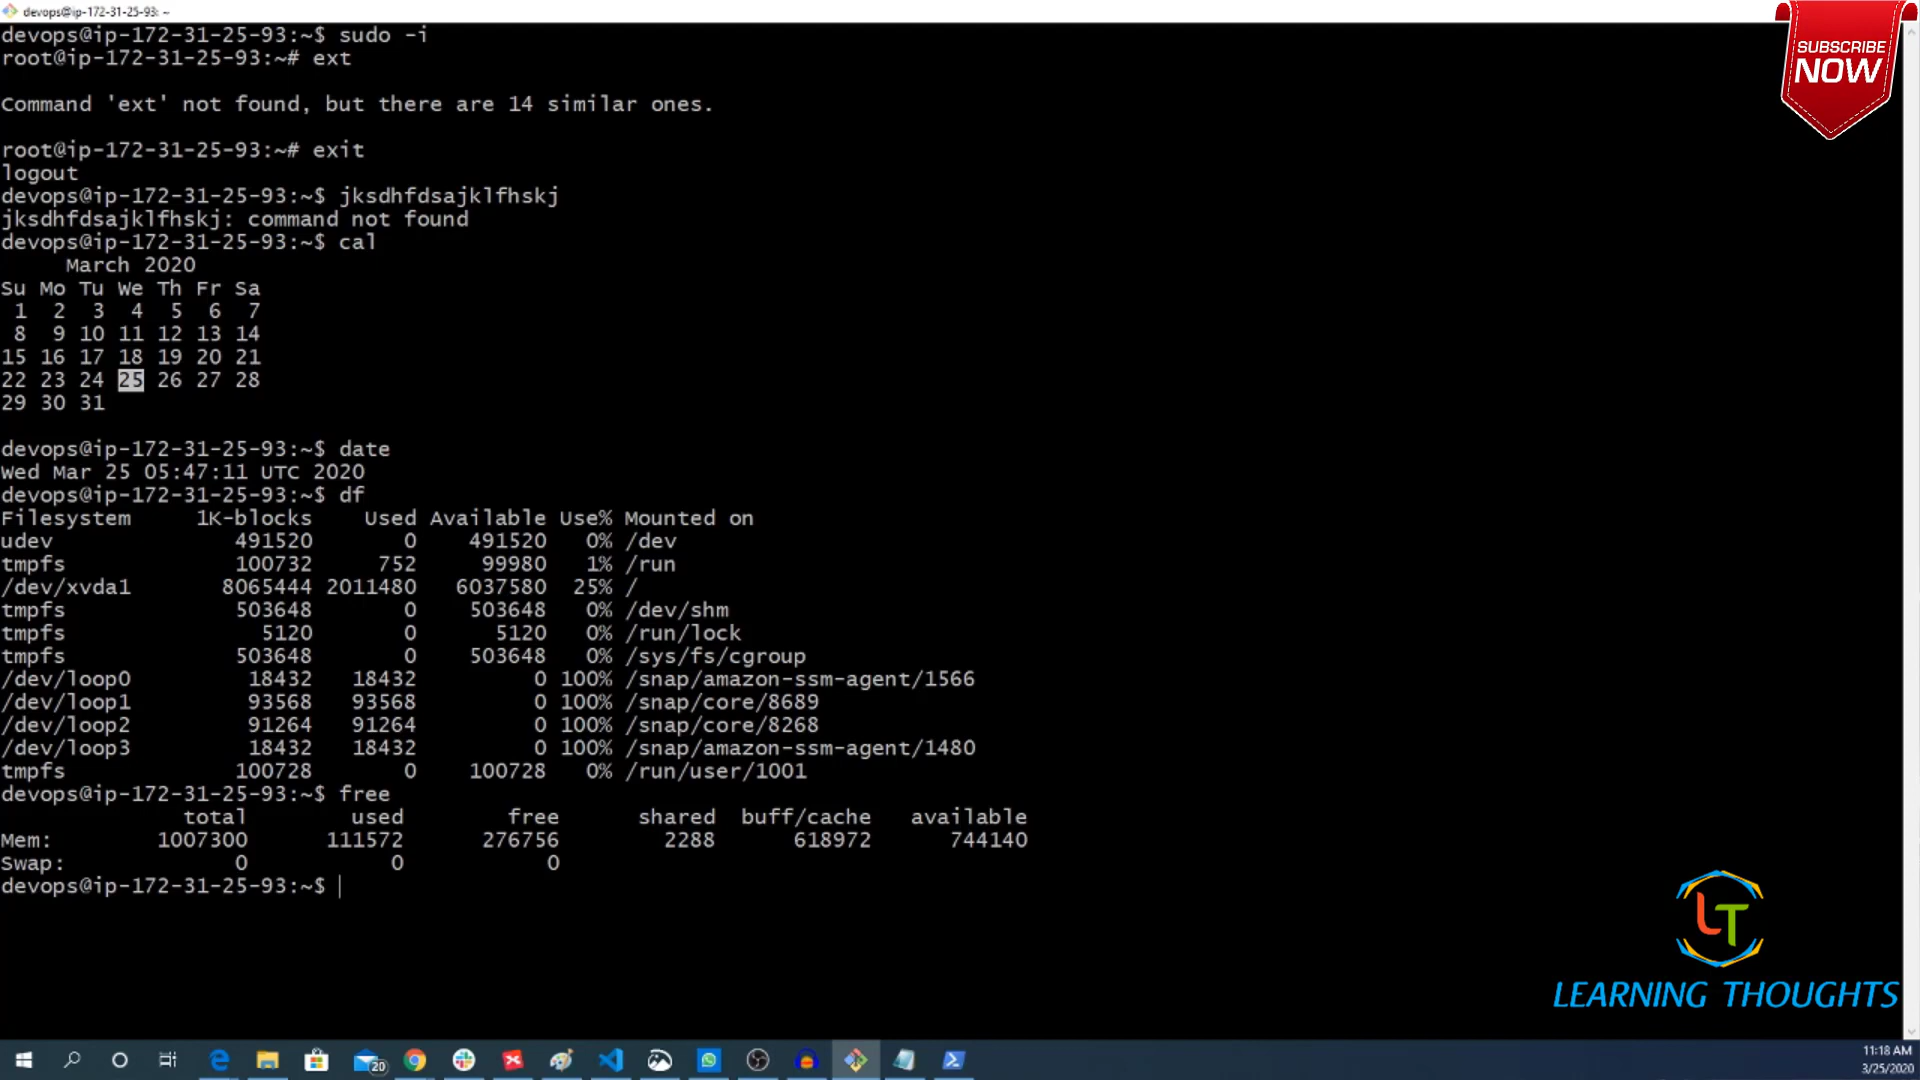 devops@ip-172-31-25-93: ~
devops@ip-172-31-25-93:~$ sudo -i
root@ip-172-31-25-93:~# ext
Command 'ext' not found, but there are 14 similar ones.
root@ip-172-31-25-93:~# exit
logout
devops@ip-172-31-25-93:~$ jksdhfdsajklfhskj
jksdhfdsajklfhskj: command not found
devops@ip-172-31-25-93:~$ cal
     March 2020
Su Mo Tu We Th Fr Sa
 1  2  3  4  5  6  7
 8  9 10 11 12 13 14
15 16 17 18 19 20 21
22 23 24 25 26 27 28
29 30 31
devops@ip-172-31-25-93:~$ date
Wed Mar 25 05:47:11 UTC 2020
devops@ip-172-31-25-93:~$ df
Filesystem     1K-blocks    Used Available Use% Mounted on
udev              491520       0    491520   0% /dev
tmpfs             100732     752     99980   1% /run
/dev/xvda1       8065444 2011480   6037580  25% /
tmpfs             503648       0    503648   0% /dev/shm
tmpfs               5120       0      5120   0% /run/lock
tmpfs             503648       0    503648   0% /sys/fs/cgroup
/dev/loop0         18432   18432         0 100% /snap/amazon-ssm-agent/1566
/dev/loop1         93568   93568         0 100% /snap/core/8689
/dev/loop2         91264   91264         0 100% /snap/core/8268
/dev/loop3         18432   18432         0 100% /snap/amazon-ssm-agent/1480
tmpfs             100728       0    100728   0% /run/user/1001
devops@ip-172-31-25-93:~$ free
              total        used        free      shared  buff/cache   available
Mem:        1007300      111572      276756        2288      618972      744140
Swap:             0           0           0
devops@ip-172-31-25-93:~$
SUBSCRIBE
NOW
LT
LEARNING THOUGHTS
20
11:18 AM
3/25/2020